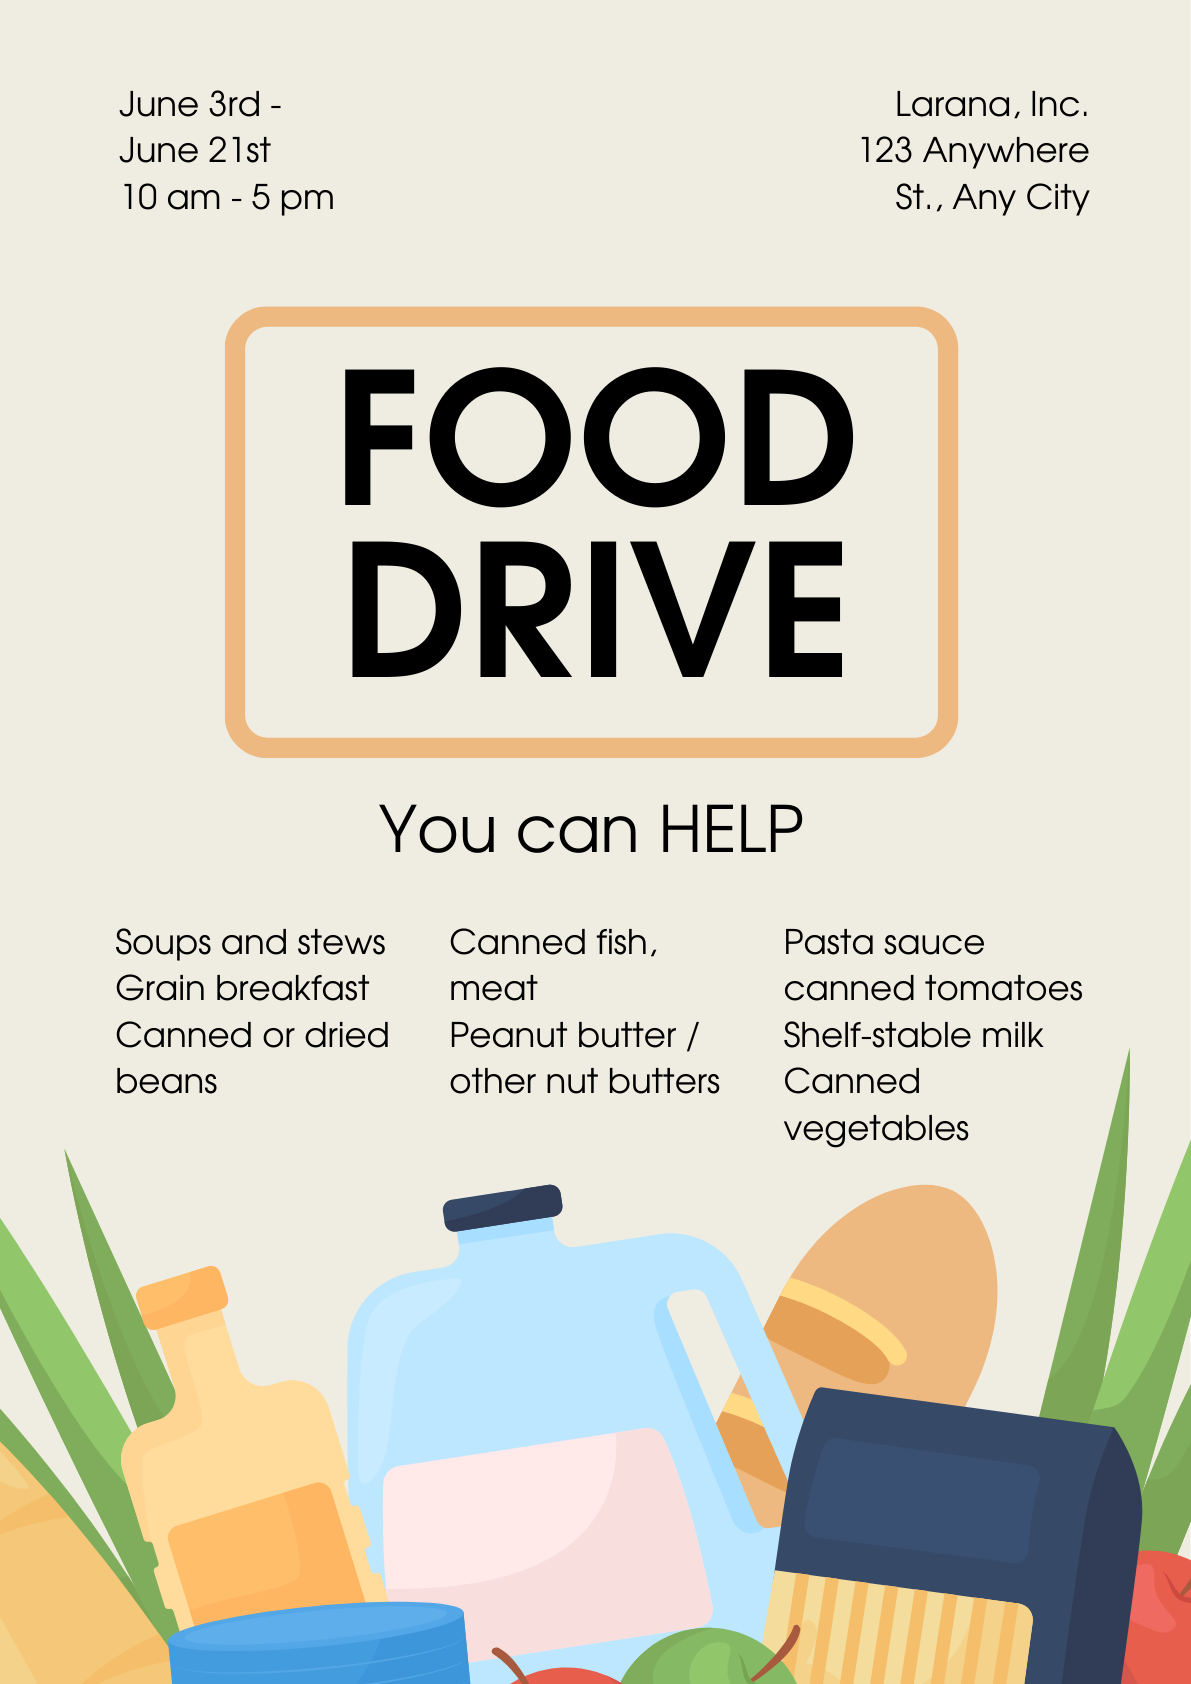 June 3rd -
June 21st
10 am - 5 pm
Larana, Inc.
123 Anywhere
St., Any City
FOOD
DRIVE
You can HELP
Soups and stews
Grain breakfast
Canned or dried
beans
Canned fish,
meat
Peanut butter /
other nut butters
Pasta sauce
canned tomatoes
Shelf-stable milk
Canned
vegetables